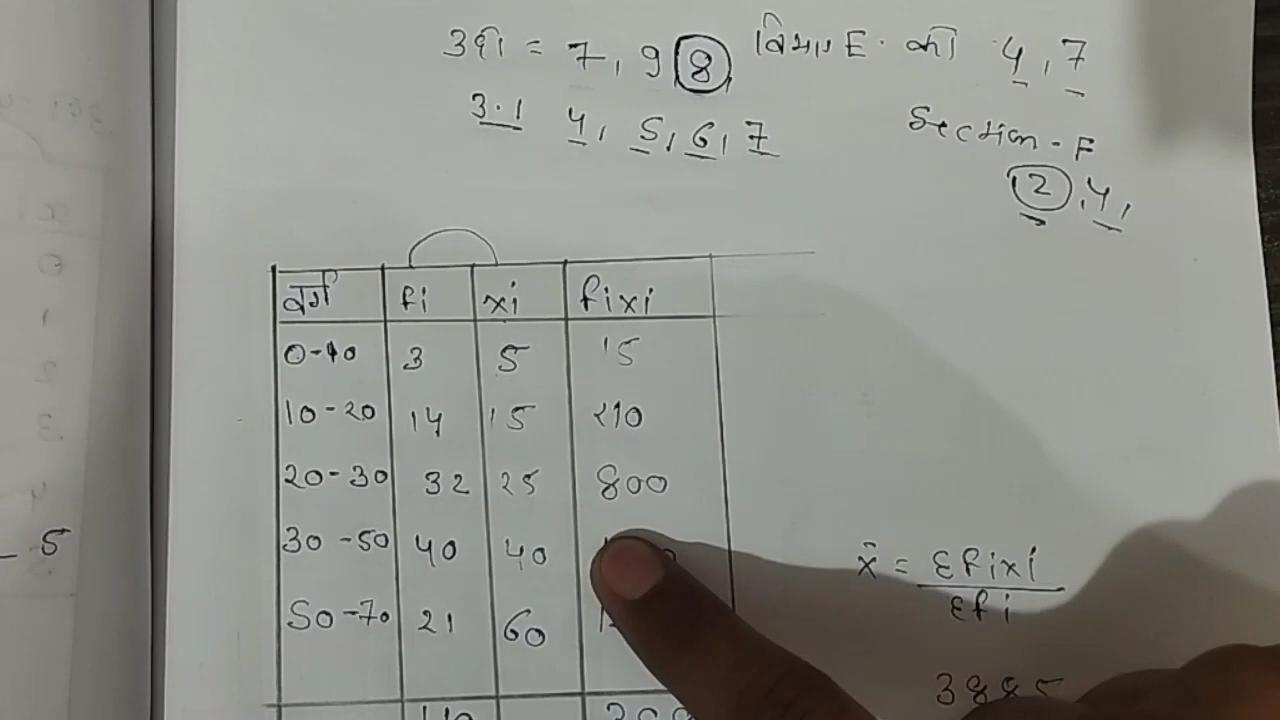 उदा = 7, 9 8 विभाग E. का 4, 7
3.1 4, 5, 6, 7
Section - F
2, 4,
वर्ग fi xi fixi
0-10 3 5 15
10-20 14 15 210
20-30 32 25 800
30-50 40 40
50-70 21 60
x̄ = Σfixi
Σfi
- 5